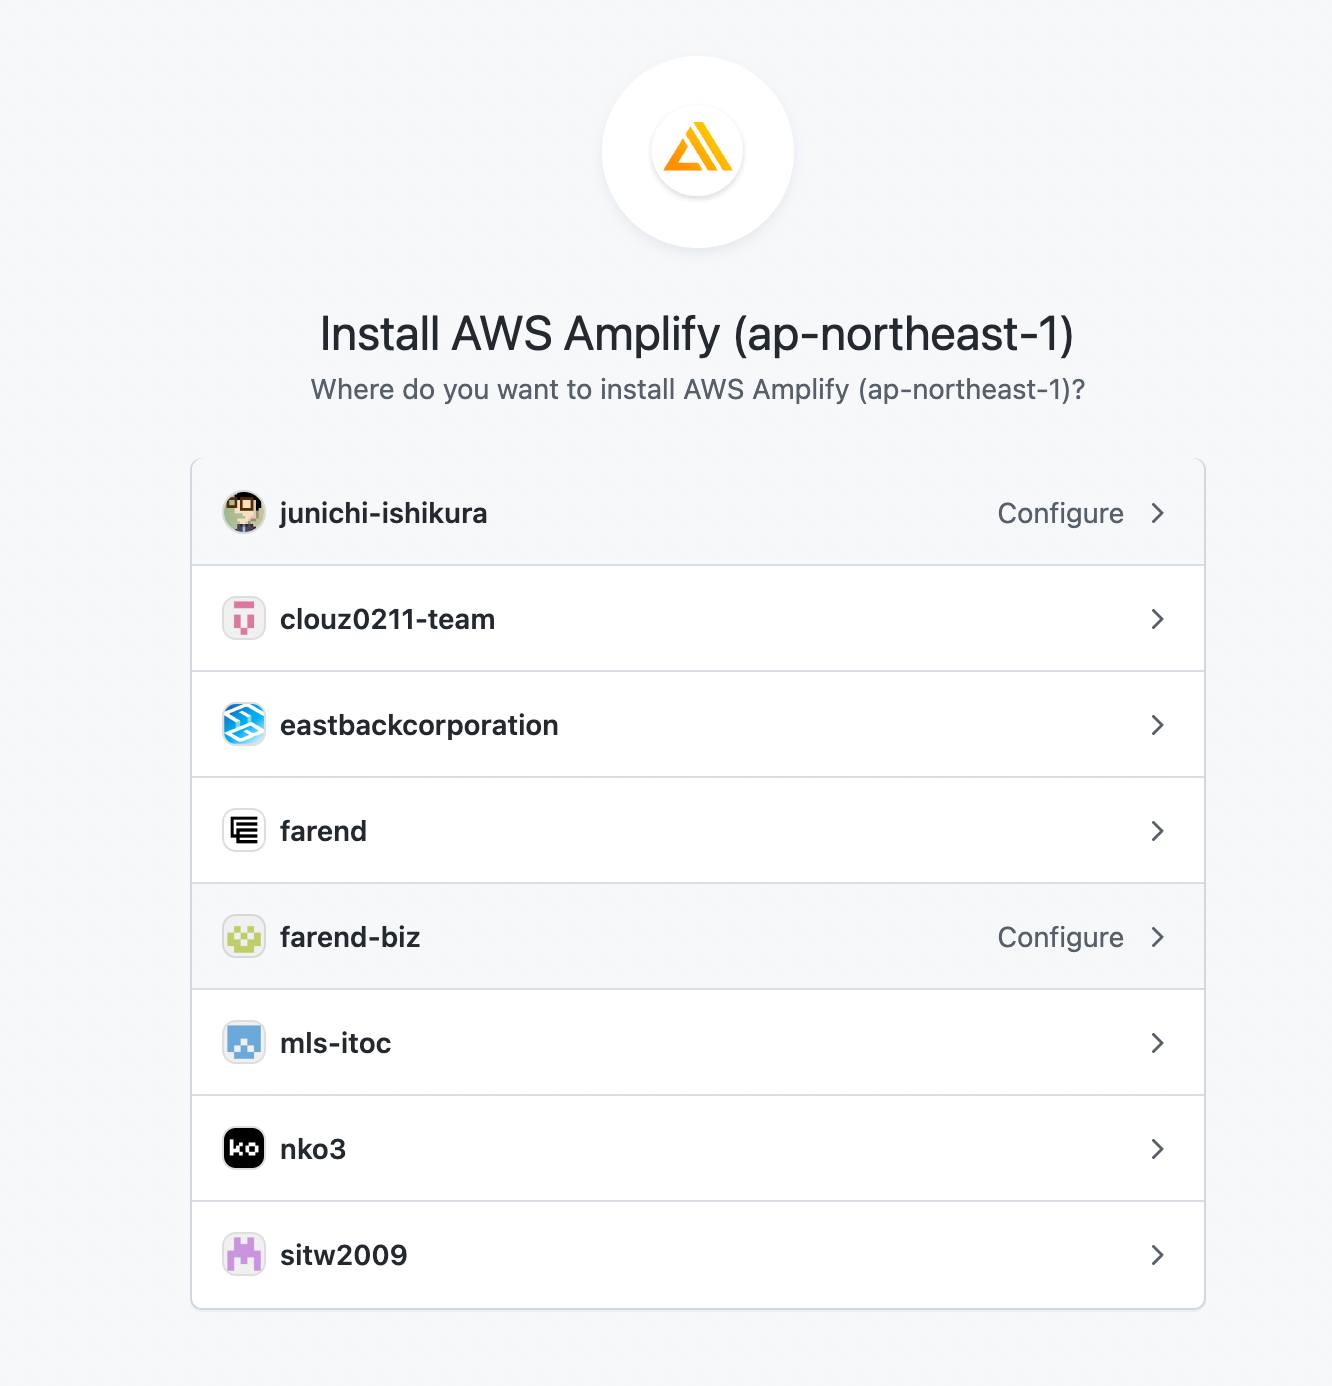 Install AWS Amplify (ap-northeast-1)
Where do you want to install AWS Amplify (ap-northeast-1)?
junichi-ishikura Configure
clouz0211-team
eastbackcorporation
farend
farend-biz Configure
mls-itoc
ko nko3
sitw2009